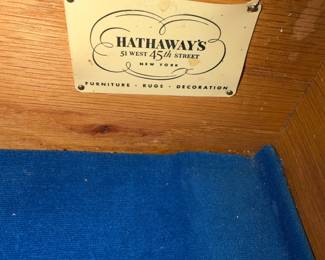 HATHAWAY'S
51 WEST 45th STREET
NEW YORK
FURNITURE · RUGS · DECORATION